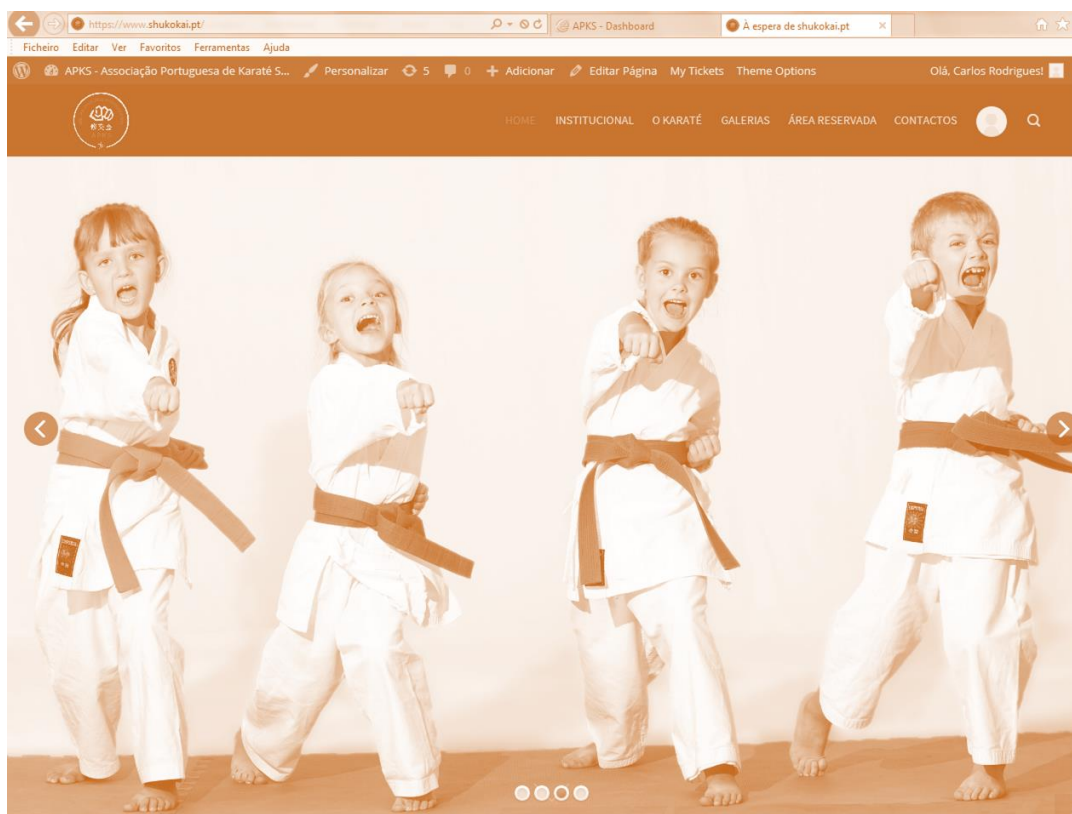 https://www.shukokai.pt/
APKS - Dashboard
À espera de shukokai.pt
Ficheiro Editar Ver Favoritos Ferramentas Ajuda
APKS - Associação Portuguesa de Karaté S... Personalizar 5 0 Adicionar Editar Página My Tickets Theme Options Olá, Carlos Rodrigues!
HOME INSTITUCIONAL O KARATÉ GALERIAS ÁREA RESERVADA CONTACTOS